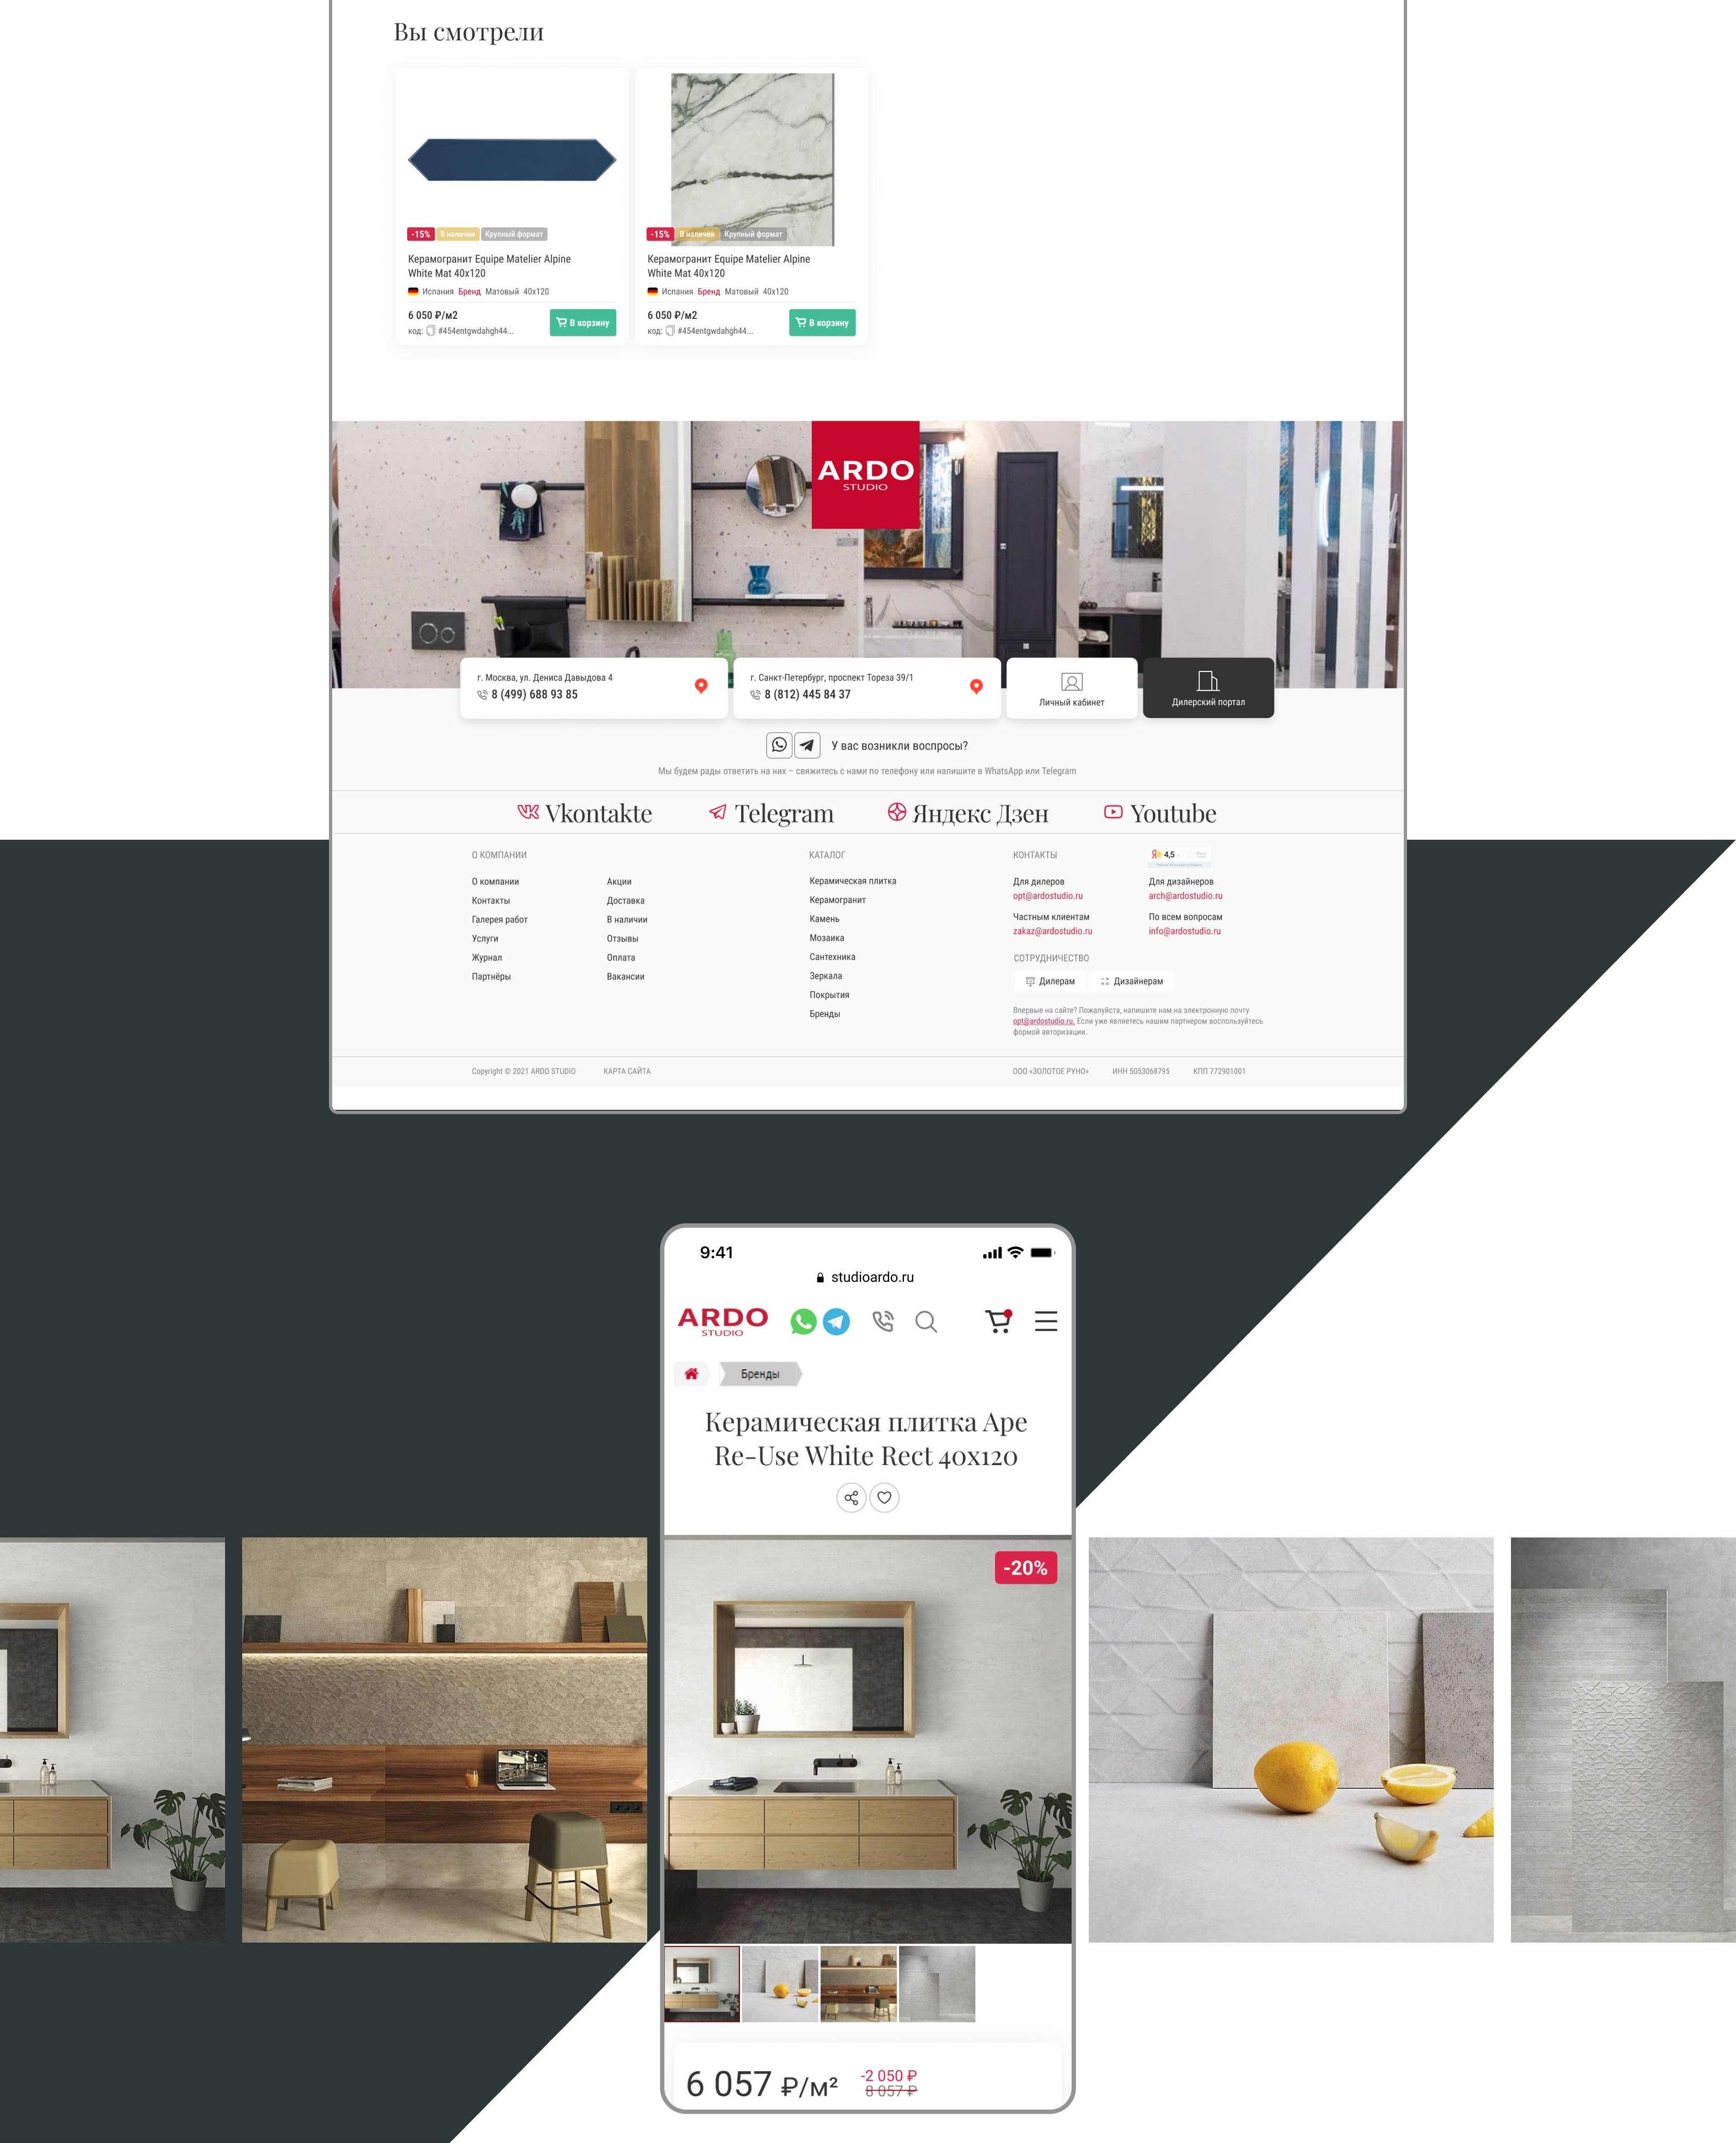 Вы смотрели
-15% В наличии Крупный формат
Керамогранит Equipe Matelier Alpine
White Mat 40x120
Испания Бренд Матовый 40x120
6 050 ₽/м2
код: #454entgwdahgh44...
В корзину
-15% В наличии Крупный формат
Керамогранит Equipe Matelier Alpine
White Mat 40x120
Испания Бренд Матовый 40x120
6 050 ₽/м2
код: #454entgwdahgh44...
В корзину
ARDO
STUDIO
г. Москва, ул. Дениса Давыдова 4
8 (499) 688 93 85
г. Санкт-Петербург, проспект Тореза 39/1
8 (812) 445 84 37
Личный кабинет
Дилерский портал
У вас возникли воспросы?
Мы будем рады ответить на них – свяжитесь с нами по телефону или напишите в WhatsApp или Telegram
Vkontakte
Telegram
Яндекс Дзен
Youtube
О КОМПАНИИ
О компании
Контакты
Галерея работ
Услуги
Журнал
Партнёры
Акции
Доставка
В наличии
Отзывы
Оплата
Вакансии
КАТАЛОГ
Керамическая плитка
Керамогранит
Камень
Мозаика
Сантехника
Зеркала
Покрытия
Бренды
КОНТАКТЫ
4,5
Для дилеров
opt@ardostudio.ru
Для дизайнеров
arch@ardostudio.ru
Частным клиентам
zakaz@ardostudio.ru
По всем вопросам
info@ardostudio.ru
СОТРУДНИЧЕСТВО
Дилерам
Дизайнерам
Впервые на сайте? Пожалуйста, напишите нам на электронную почту
opt@ardostudio.ru. Если уже являетесь нашим партнером воспользуйтесь
формой авторизации.
Copyright © 2021 ARDO STUDIO
КАРТА САЙТА
ООО «ЗОЛОТОЕ РУНО»
ИНН 5053068795
КПП 772901001
9:41
studioardo.ru
ARDO
STUDIO
Бренды
Керамическая плитка Ape
Re-Use White Rect 40x120
-20%
6 057 ₽/м²
-2 050 ₽
8 057 ₽